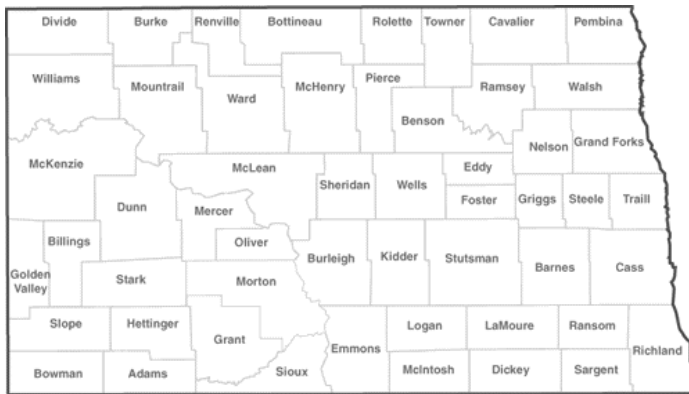 Divide Burke Renville Bottineau Rolette Towner Cavalier Pembina
Williams Mountrail Ward McHenry Pierce Ramsey Walsh
Benson
McKenzie McLean Sheridan Wells Eddy Nelson Grand Forks
Dunn Mercer Foster Griggs Steele Traill
Billings Oliver Burleigh Kidder Stutsman Barnes Cass
Golden
Valley
Stark Morton
Slope Hettinger Grant Emmons Logan LaMoure Ransom Richland
Bowman Adams Sioux McIntosh Dickey Sargent